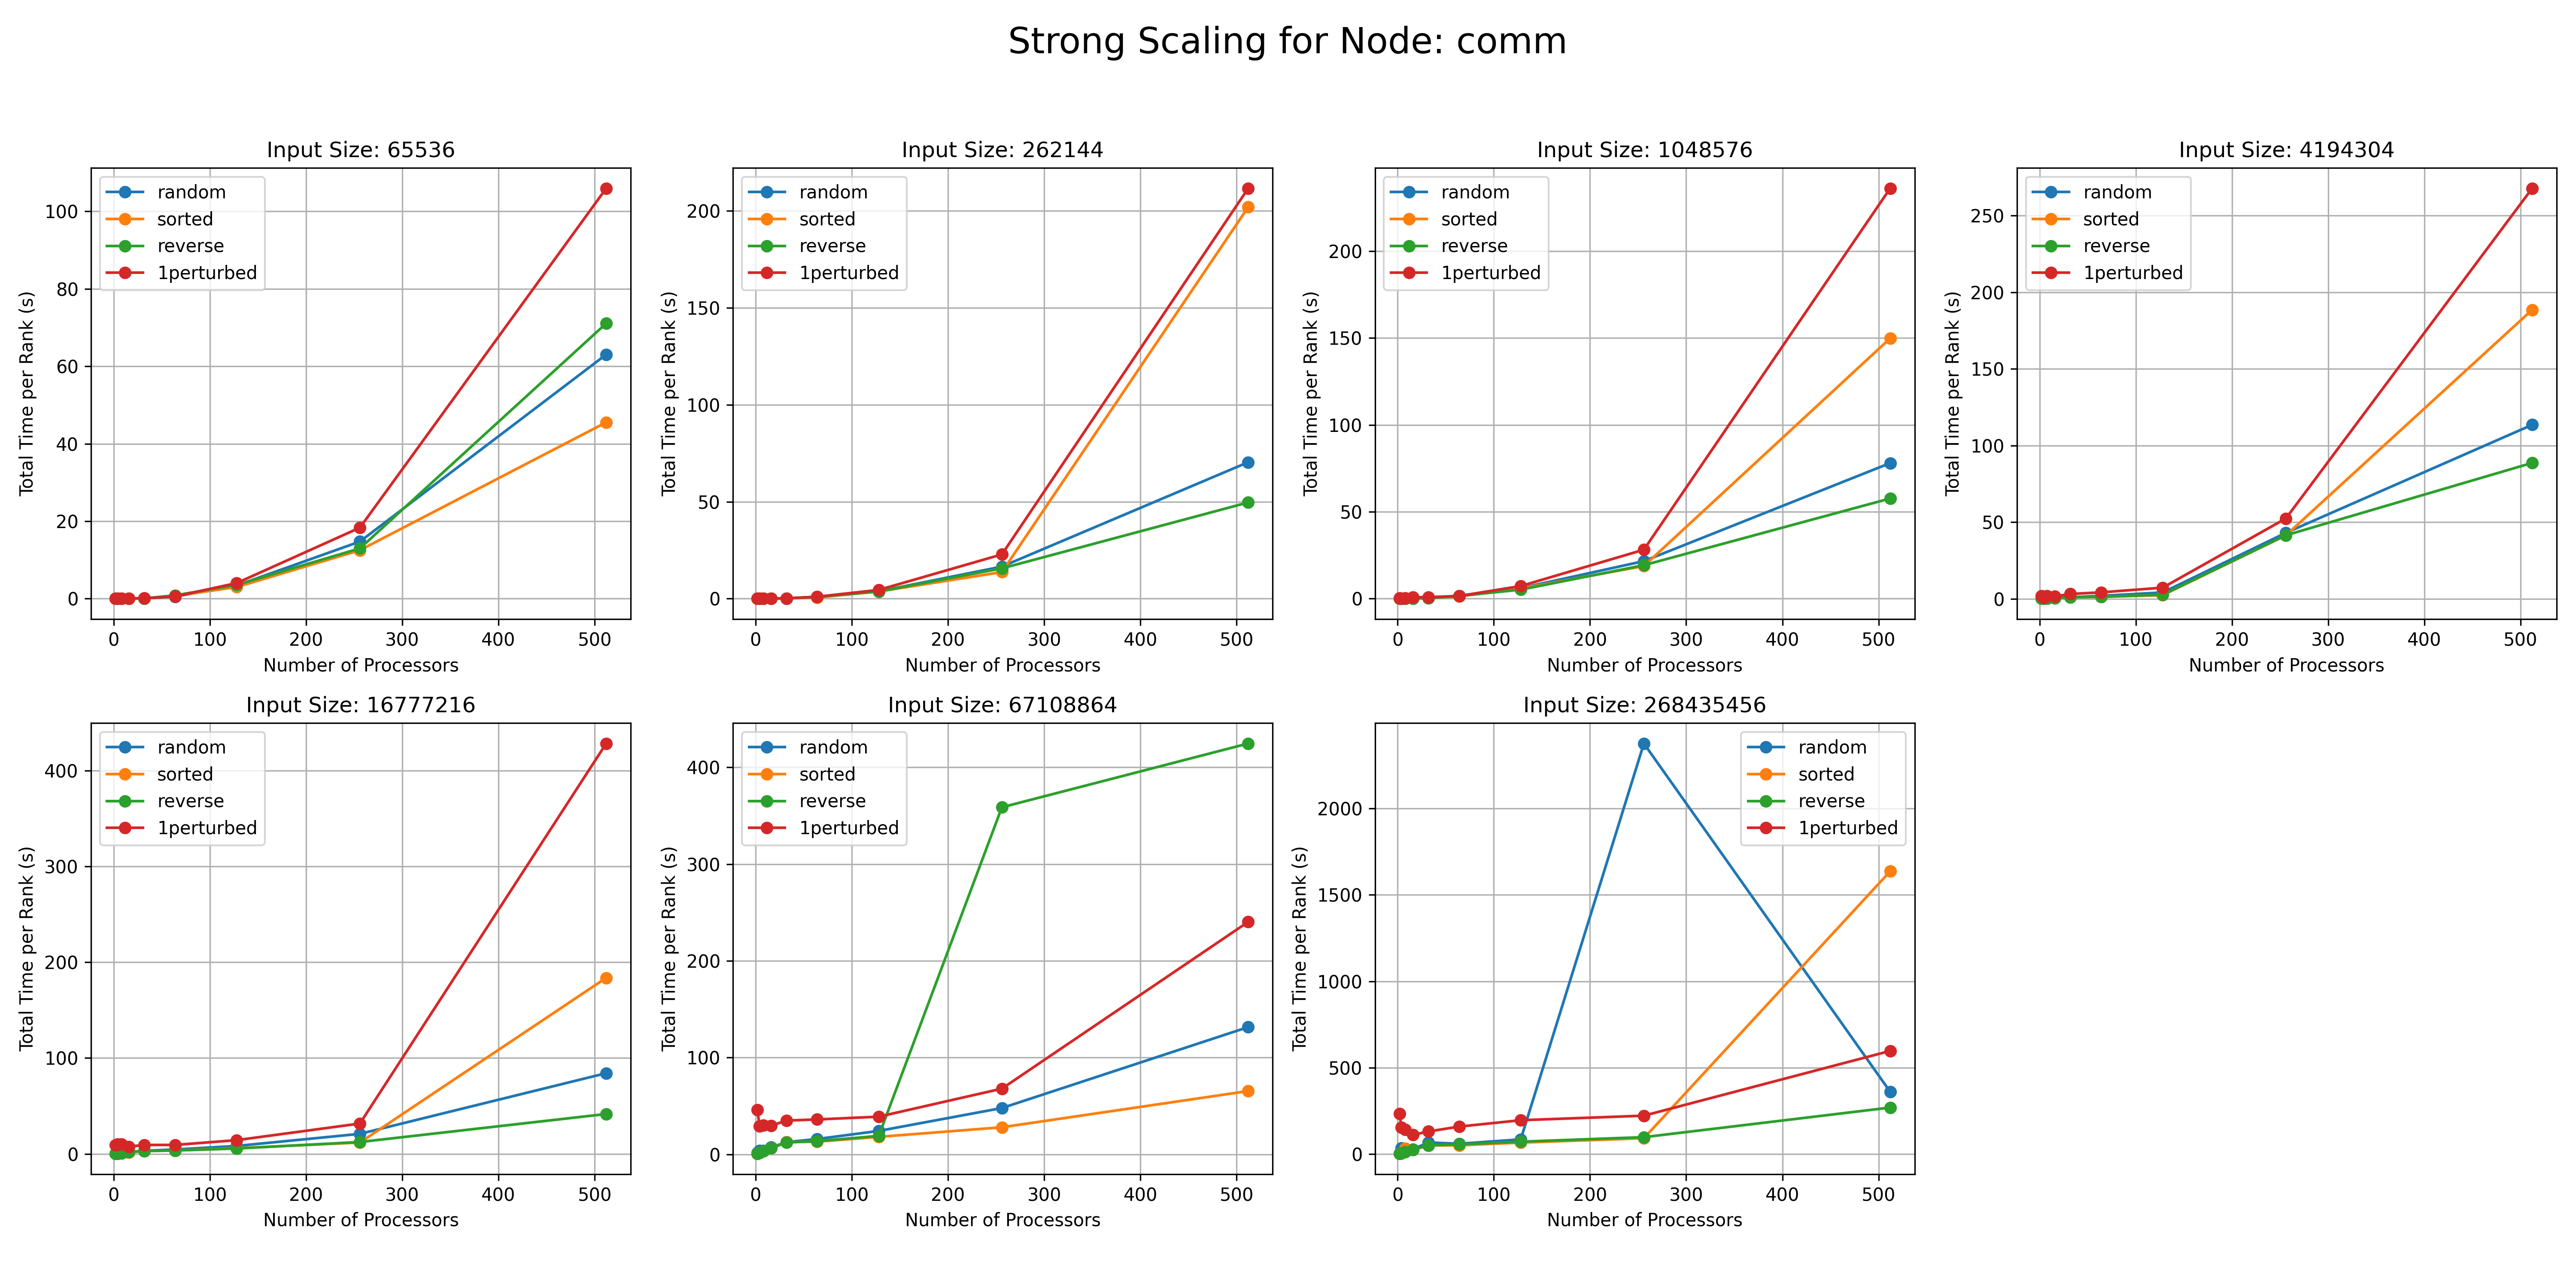 Strong Scaling for Node: comm
Input Size: 65536
random
sorted
reverse
1perturbed
Total Time per Rank (s)
100
80
60
40
20
0
0 100 200 300 400 500
Number of Processors
Input Size: 262144
random
sorted
reverse
1perturbed
Total Time per Rank (s)
200
150
100
50
0
0 100 200 300 400 500
Number of Processors
Input Size: 1048576
random
sorted
reverse
1perturbed
Total Time per Rank (s)
200
150
100
50
0
0 100 200 300 400 500
Number of Processors
Input Size: 4194304
random
sorted
reverse
1perturbed
Total Time per Rank (s)
250
200
150
100
50
0
0 100 200 300 400 500
Number of Processors
Input Size: 16777216
random
sorted
reverse
1perturbed
Total Time per Rank (s)
400
300
200
100
0
0 100 200 300 400 500
Number of Processors
Input Size: 67108864
random
sorted
reverse
1perturbed
Total Time per Rank (s)
400
300
200
100
0
0 100 200 300 400 500
Number of Processors
Input Size: 268435456
random
sorted
reverse
1perturbed
Total Time per Rank (s)
2000
1500
1000
500
0
0 100 200 300 400 500
Number of Processors